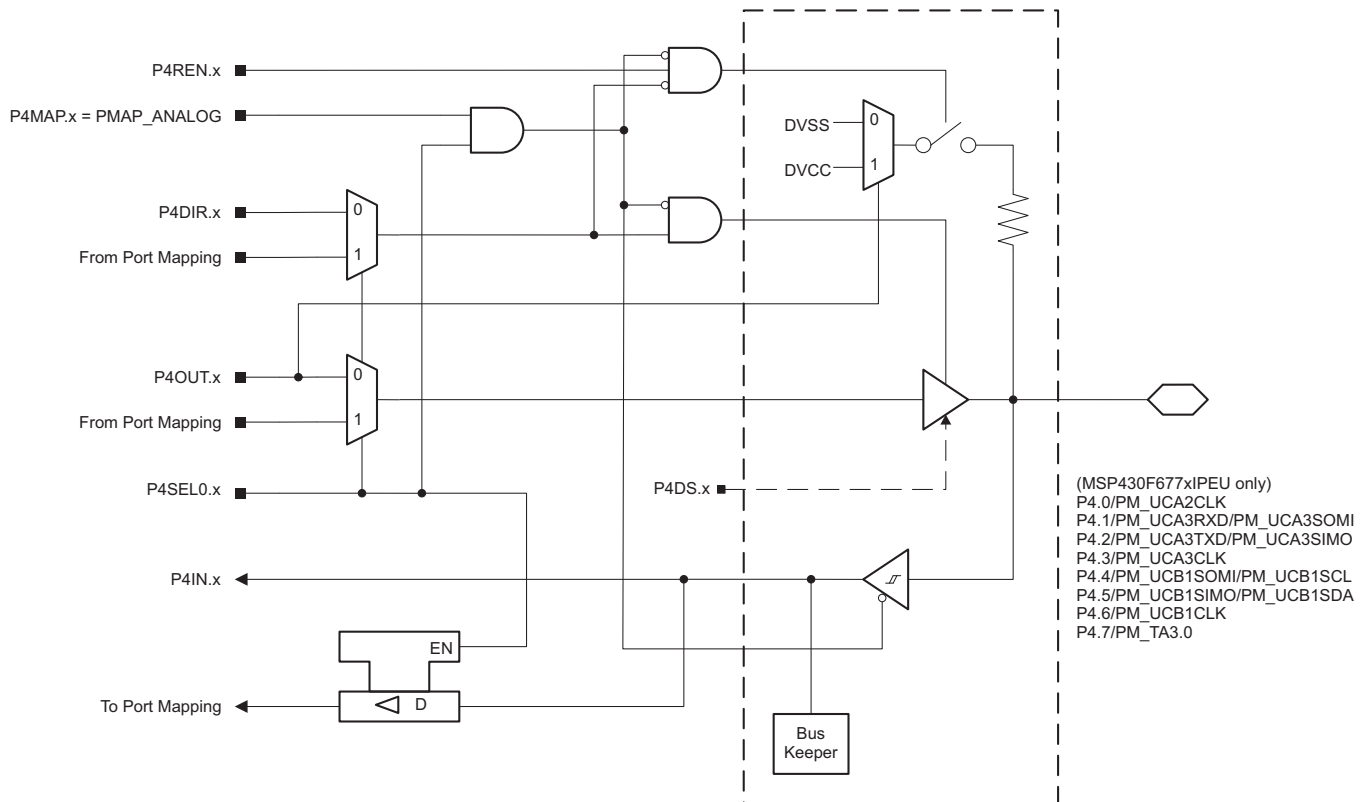 P4REN.x
P4MAP.x = PMAP_ANALOG
DVSS
0
DVCC
1
P4DIR.x
0
From Port Mapping
1
P4OUT.x
0
From Port Mapping
1
P4SEL0.x
P4DS.x
(MSP430F677xIPEU only)
P4.0/PM_UCA2CLK
P4.1/PM_UCA3RXD/PM_UCA3SOMI
P4.2/PM_UCA3TXD/PM_UCA3SIMO
P4.3/PM_UCA3CLK
P4.4/PM_UCB1SOMI/PM_UCB1SCL
P4.5/PM_UCB1SIMO/PM_UCB1SDA
P4.6/PM_UCB1CLK
P4.7/PM_TA3.0
P4IN.x
EN
To Port Mapping
D
Bus
Keeper